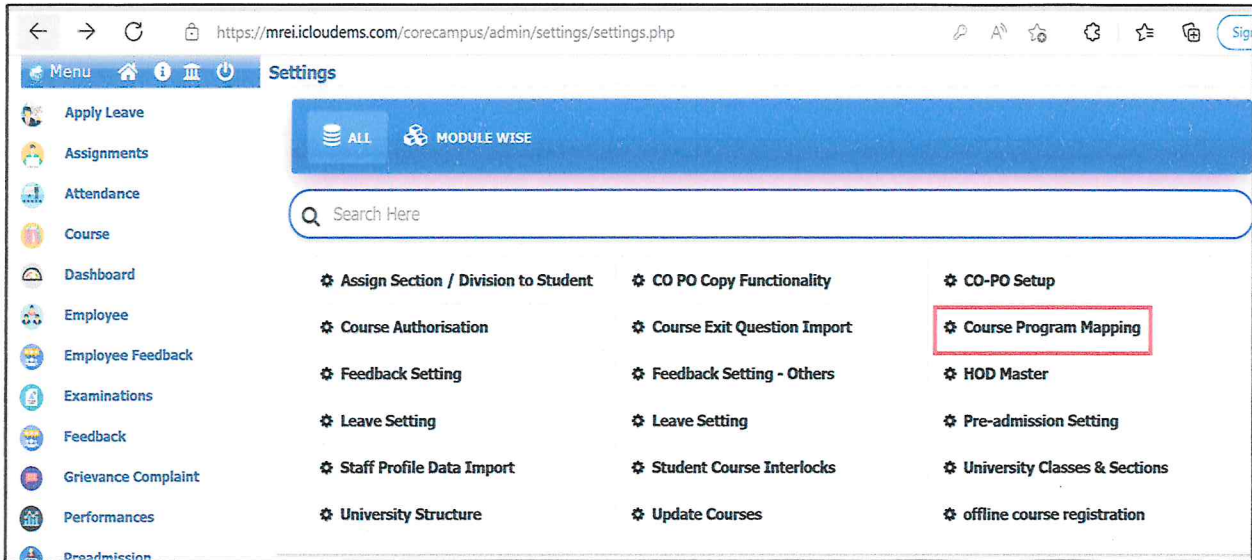 https://mrei.icloudems.com/corecampus/admin/settings/settings.php
Menu
Settings
Apply Leave
Assignments
Attendance
Course
Dashboard
Employee
Employee Feedback
Examinations
Feedback
Grievance Complaint
Performances
Preadmission
ALL MODULE WISE
Search Here
Assign Section / Division to Student CO PO Copy Functionality CO-PO Setup
Course Authorisation Course Exit Question Import Course Program Mapping
Feedback Setting Feedback Setting - Others HOD Master
Leave Setting Leave Setting Pre-admission Setting
Staff Profile Data Import Student Course Interlocks University Classes & Sections
University Structure Update Courses offline course registration